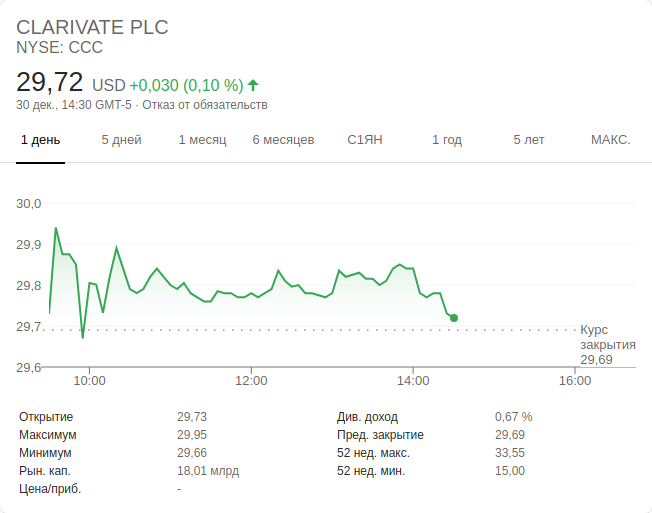 CLARIVATE PLC
NYSE: CCC
29,72 USD +0,030 (0,10 %)
30 дек., 14:30 GMT-5 · Отказ от обязательств
1 день 5 дней 1 месяц 6 месяцев С1ЯН 1 год 5 лет МАКС.
30,0
29,9
29,8
29,7
29,6
Курс
закрытия
29,69
10:00 12:00 14:00 16:00
Открытие 29,73 Див. доход 0,67 %
Максимум 29,95 Пред. закрытие 29,69
Минимум 29,66 52 нед. макс. 33,55
Рын. кап. 18,01 млрд 52 нед. мин. 15,00
Цена/приб. -